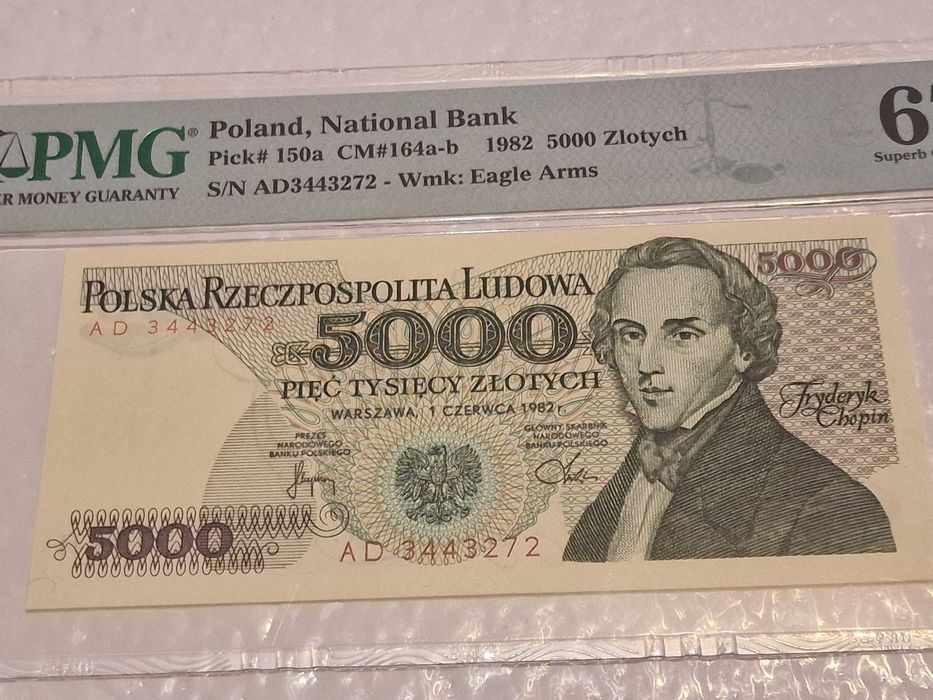 PMG®
ER MONEY GUARANTY
Poland, National Bank
Pick# 150a CM#164a-b 1982 5000 Zlotych
S/N AD3443272 - Wmk: Eagle Arms
6
Superb
POLSKA RZECZPOSPOLITA LUDOWA
AD 3443272
5000
5000
PIĘĆ TYSIĘCY ZŁOTYCH
WARSZAWA, 1 CZERWCA 1982 r.
PREZES
NARODOWEGO
BANKU POLSKIEGO
GŁÓWNY SKARBNIK
NARODOWEGO
BANKU POLSKIEGO
Fryderyk
Chopin
5000
AD 3443272